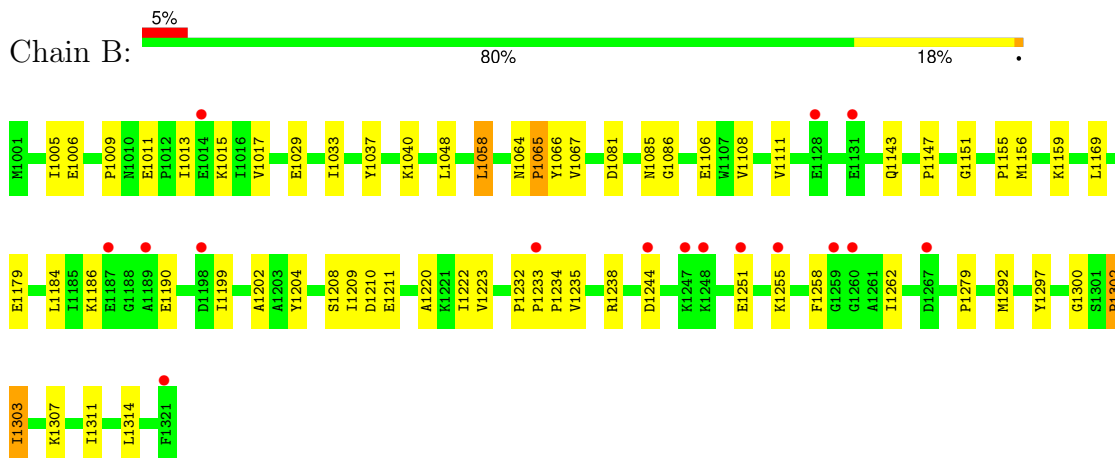 5%
Chain B:
80% 18% •
M1001 I1005 E1006 P1009 N1010 E1011 P1012 I1013 E1014 K1015 I1016 V1017 E1029 I1033 Y1037 K1040 L1048 L1058 N1064 P1065 Y1066 V1067 D1081 N1085 G1086 E1106 W1107 V1108 V1111 E1128 E1131 Q1143 P1147 G1151 P1155 M1156 K1159 L1169
E1179 L1184 I1185 K1186 E1187 G1188 A1189 E1190 D1198 I1199 A1202 A1203 Y1204 S1208 I1209 D1210 E1211 A1220 K1221 I1222 V1223 P1232 P1233 P1234 V1235 R1238 D1244 K1247 K1248 E1251 K1255 F1258 G1259 G1260 A1261 I1262 D1267 P1279 M1292 Y1297 G1300 S1301
I1303 K1307 I1311 L1314 F1321